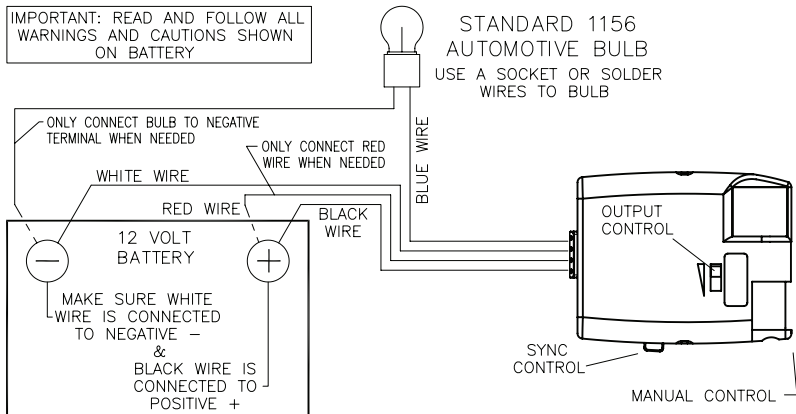 IMPORTANT: READ AND FOLLOW ALL
WARNINGS AND CAUTIONS SHOWN
ON BATTERY
STANDARD 1156
AUTOMOTIVE BULB
USE A SOCKET OR SOLDER
WIRES TO BULB
ONLY CONNECT BULB TO NEGATIVE
TERMINAL WHEN NEEDED
ONLY CONNECT RED
WIRE WHEN NEEDED
BLUE WIRE
WHITE WIRE
RED WIRE
BLACK
WIRE
12 VOLT
BATTERY
−
+
MAKE SURE WHITE
WIRE IS CONNECTED
TO NEGATIVE −
&
BLACK WIRE IS
CONNECTED TO
POSITIVE +
OUTPUT
CONTROL
SYNC
CONTROL
MANUAL CONTROL